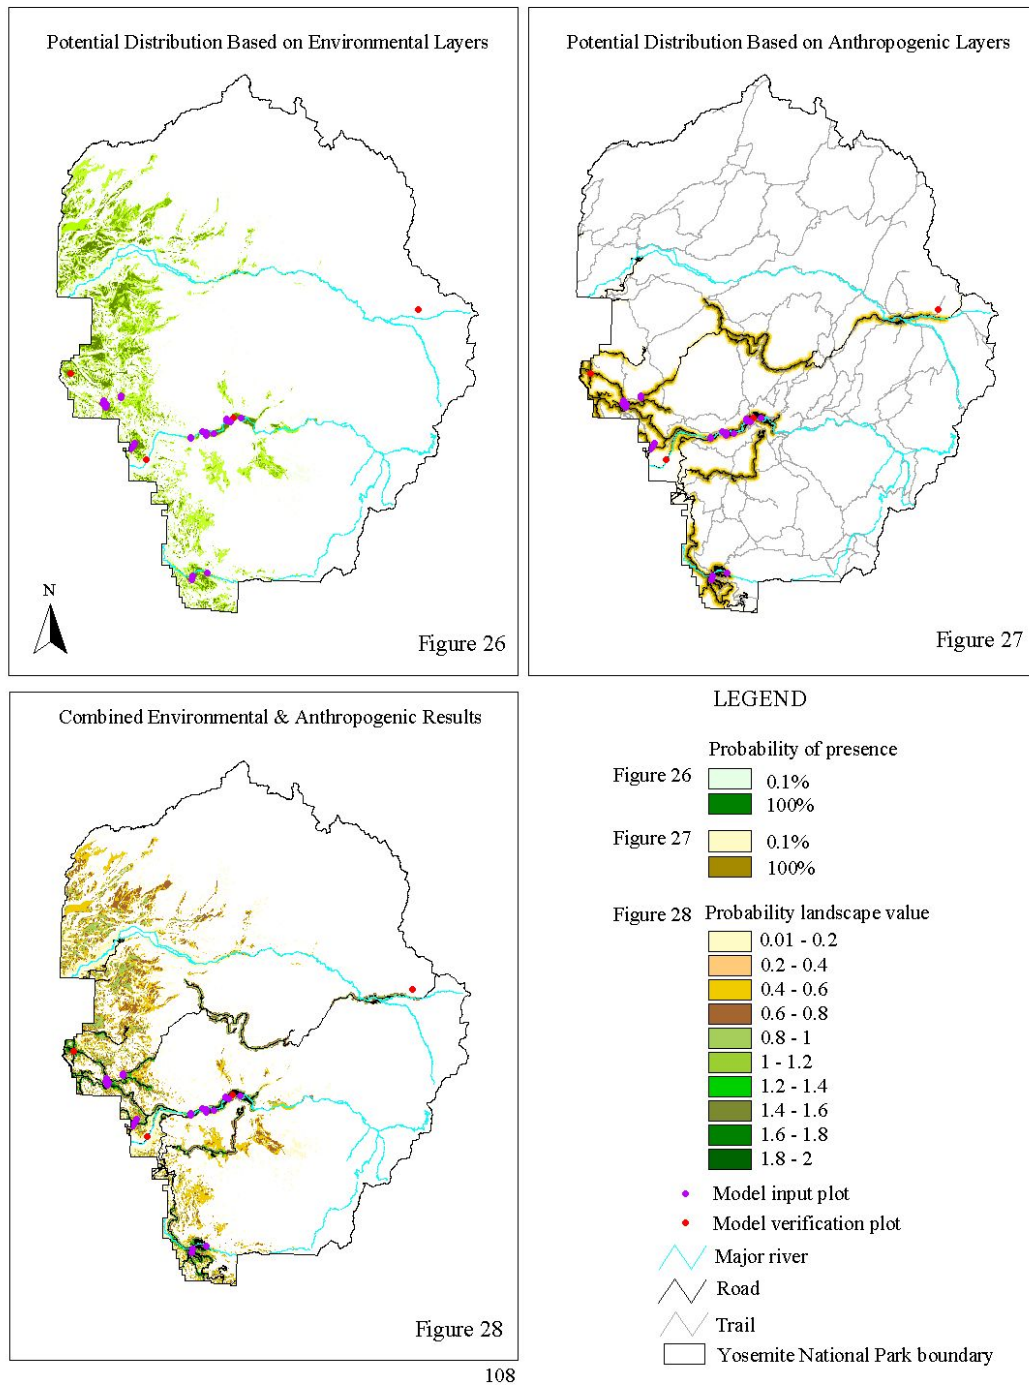 Potential Distribution Based on Environmental Layers
N
Figure 26
Potential Distribution Based on Anthropogenic Layers
Figure 27
Combined Environmental & Anthropogenic Results
Figure 28
LEGEND
Probability of presence
Figure 26
0.1%
100%
Figure 27
0.1%
100%
Figure 28 Probability landscape value
0.01 - 0.2
0.2 - 0.4
0.4 - 0.6
0.6 - 0.8
0.8 - 1
1 - 1.2
1.2 - 1.4
1.4 - 1.6
1.6 - 1.8
1.8 - 2
Model input plot
Model verification plot
Major river
Road
Trail
Yosemite National Park boundary
108